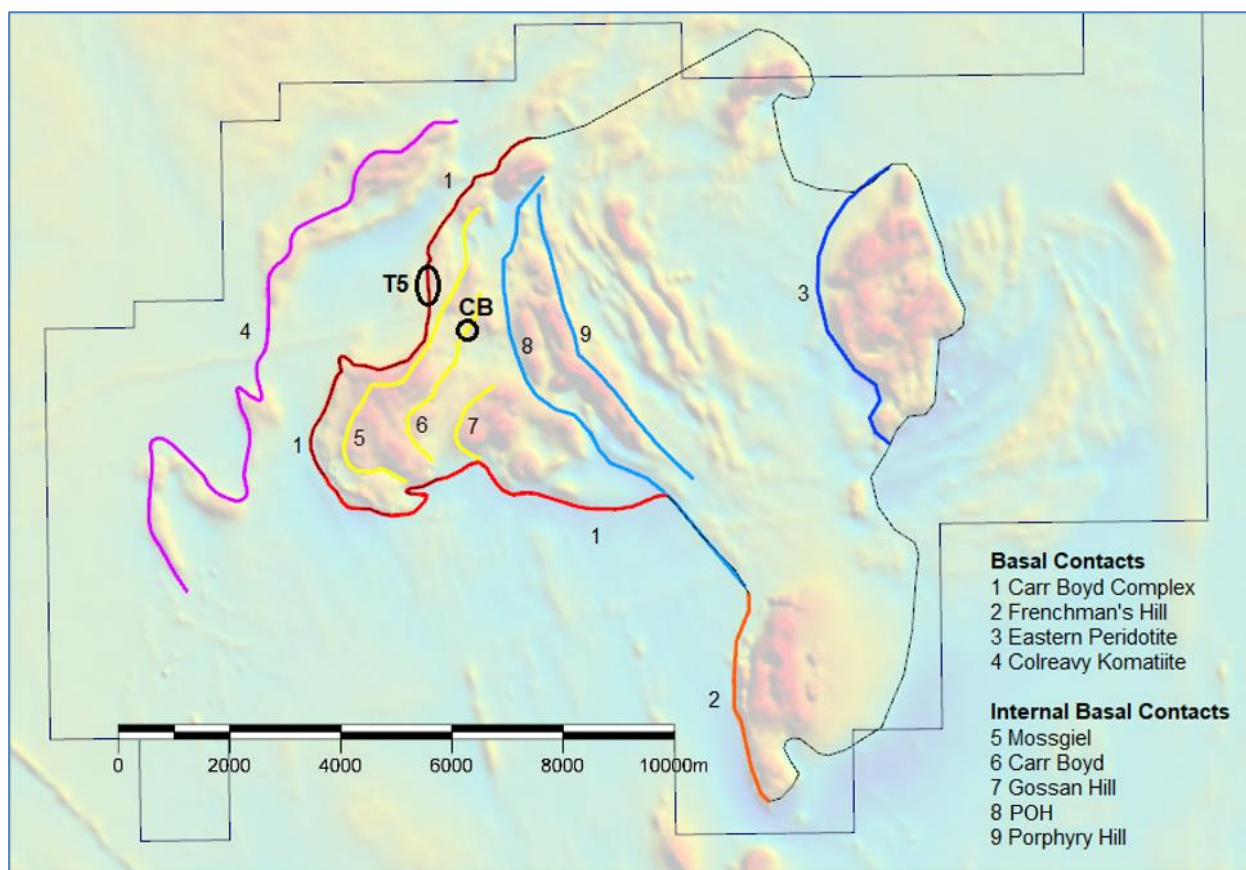 1
T5
CB
4
3
8
9
1
5
6
7
1
2
0 2000 4000 6000 8000 10000m
Basal Contacts
1 Carr Boyd Complex
2 Frenchman's Hill
3 Eastern Peridotite
4 Colreavy Komatiite
Internal Basal Contacts
5 Mossgiel
6 Carr Boyd
7 Gossan Hill
8 POH
9 Porphyry Hill